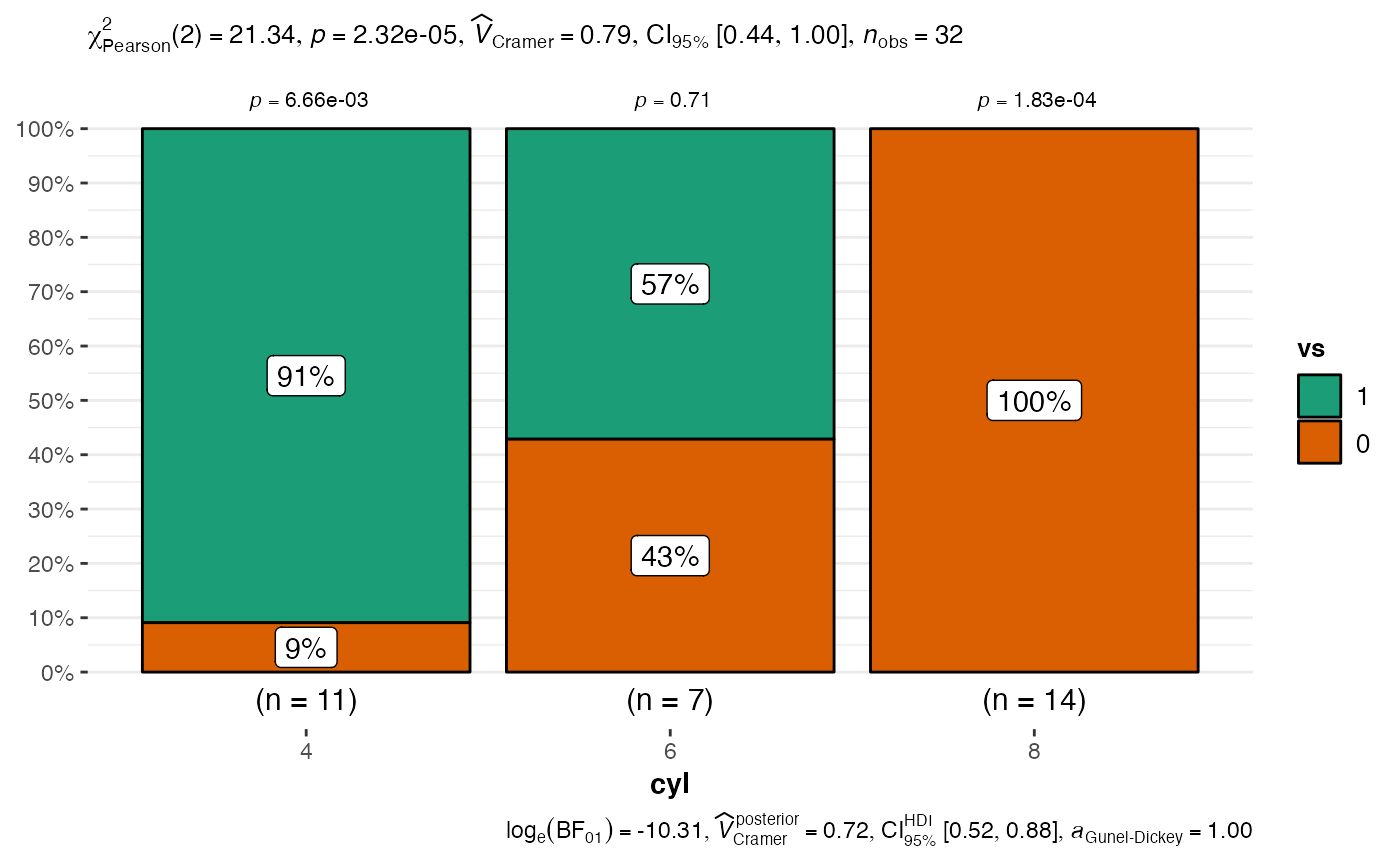 χ²Pearson(2) = 21.34, p = 2.32e-05, V̂Cramer = 0.79, CI95% [0.44, 1.00], nobs = 32
p = 6.66e-03 p = 0.71 p = 1.83e-04
100%
90%
80%
70%
60%
50%
40%
30%
20%
10%
0%
91%
9%
57%
43%
100%
(n = 11) (n = 7) (n = 14)
4 6 8
cyl
vs
1
0
loge(BF01) = -10.31, V̂posteriorCramer = 0.72, CIHDI95% [0.52, 0.88], aGunel-Dickey = 1.00